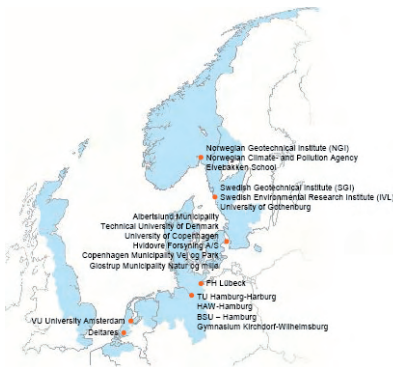 Norwegian Geotechnical Institute (NGI)
Norwegian Climate- and Pollution Agency
Elvebakken School
Swedish Geotechnical Institute (SGI)
Swedish Environmental Research Institute (IVL)
University of Gothenburg
Albertslund Municipality
Technical University of Denmark
University of Copenhagen
Hvidovre Forsyning A/S
Copenhagen Municipality Vej og Park
Glostrup Municipality Natur og miljø
FH Lübeck
TU Hamburg-Harburg
HAW-Hamburg
BSU – Hamburg
Gymnasium Kirchdorf-Wilhelmsburg
VU University Amsterdam
Deltares